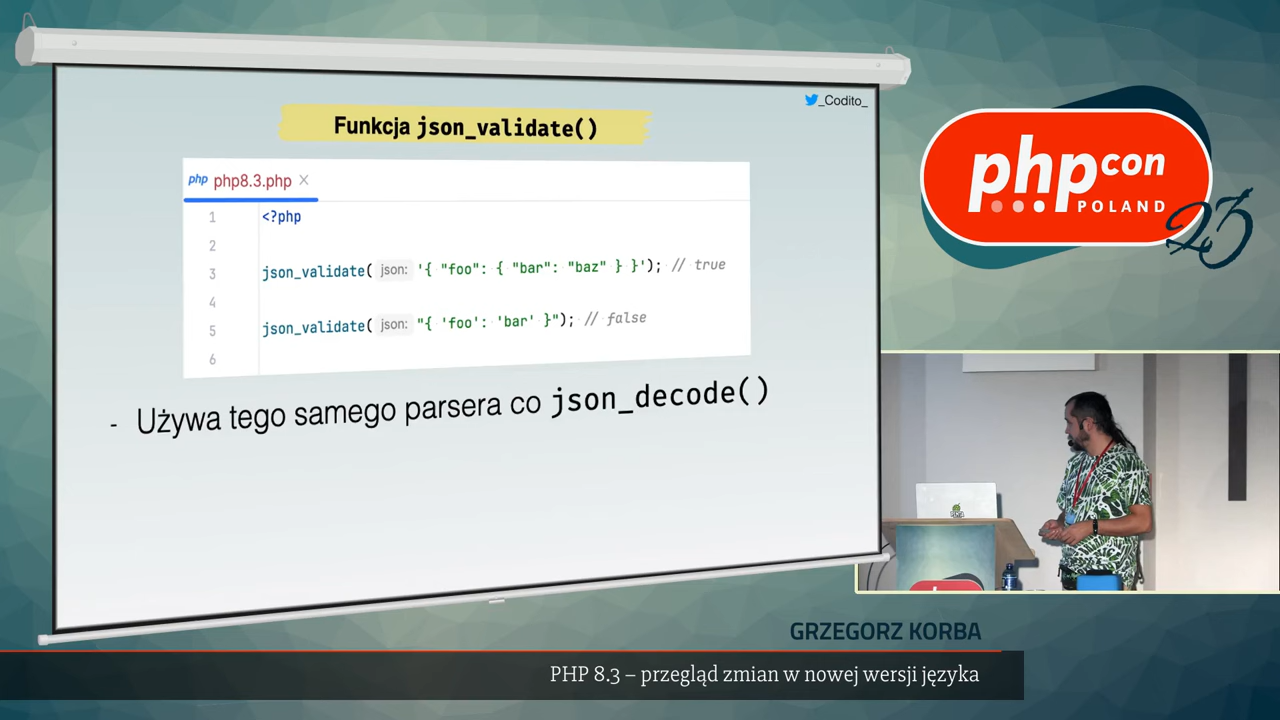 _Codito_
Funkcja json_validate()
php php8.3.php ×
1 <?php
2
3 json_validate( json: '{ "foo": { "bar": "baz" } }'); // true
4
5 json_validate( json: "{ 'foo': 'bar' }"); // false
6
- Używa tego samego parsera co json_decode()
phpcon
POLAND
23
GRZEGORZ KORBA
PHP 8.3 – przegląd zmian w nowej wersji języka